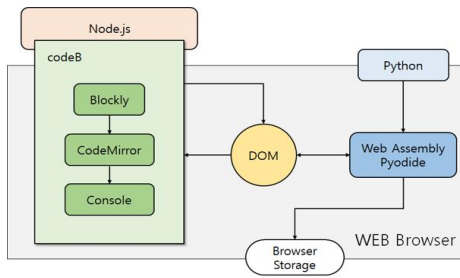 Node.js
codeB
Blockly
CodeMirror
Console
DOM
Python
Web Assembly
Pyodide
WEB Browser
Browser
Storage